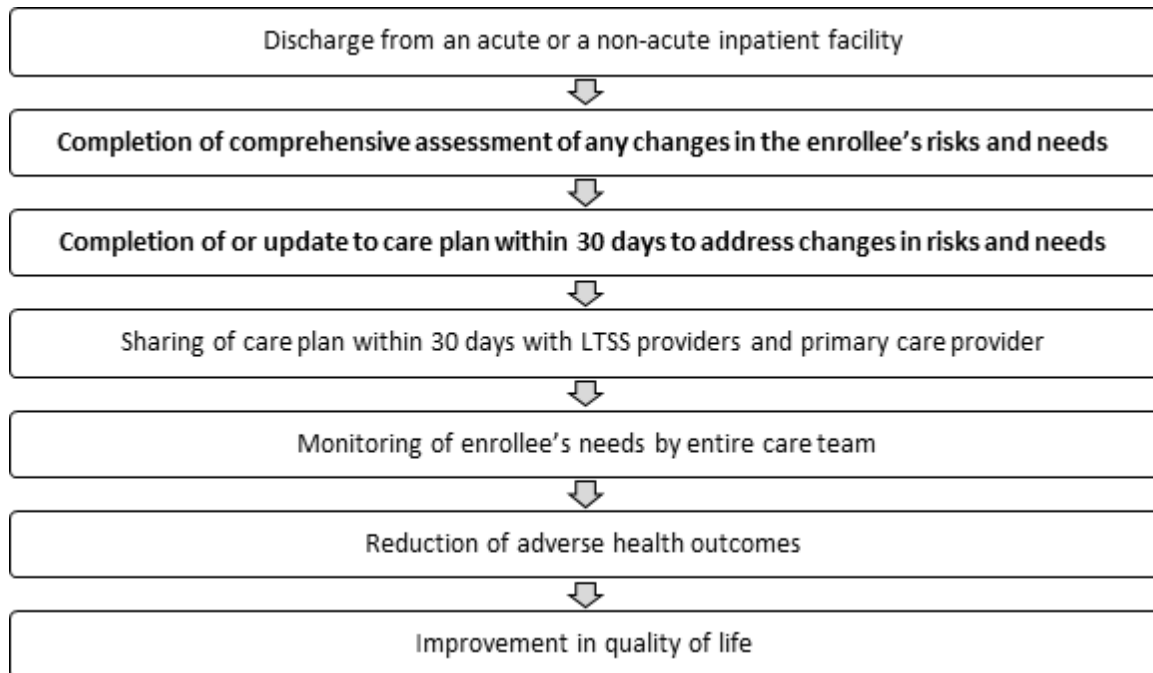 Discharge from an acute or a non-acute inpatient facility
Completion of comprehensive assessment of any changes in the enrollee's risks and needs
Completion of or update to care plan within 30 days to address changes in risks and needs
Sharing of care plan within 30 days with LTSS providers and primary care provider
Monitoring of enrollee's needs by entire care team
Reduction of adverse health outcomes
Improvement in quality of life